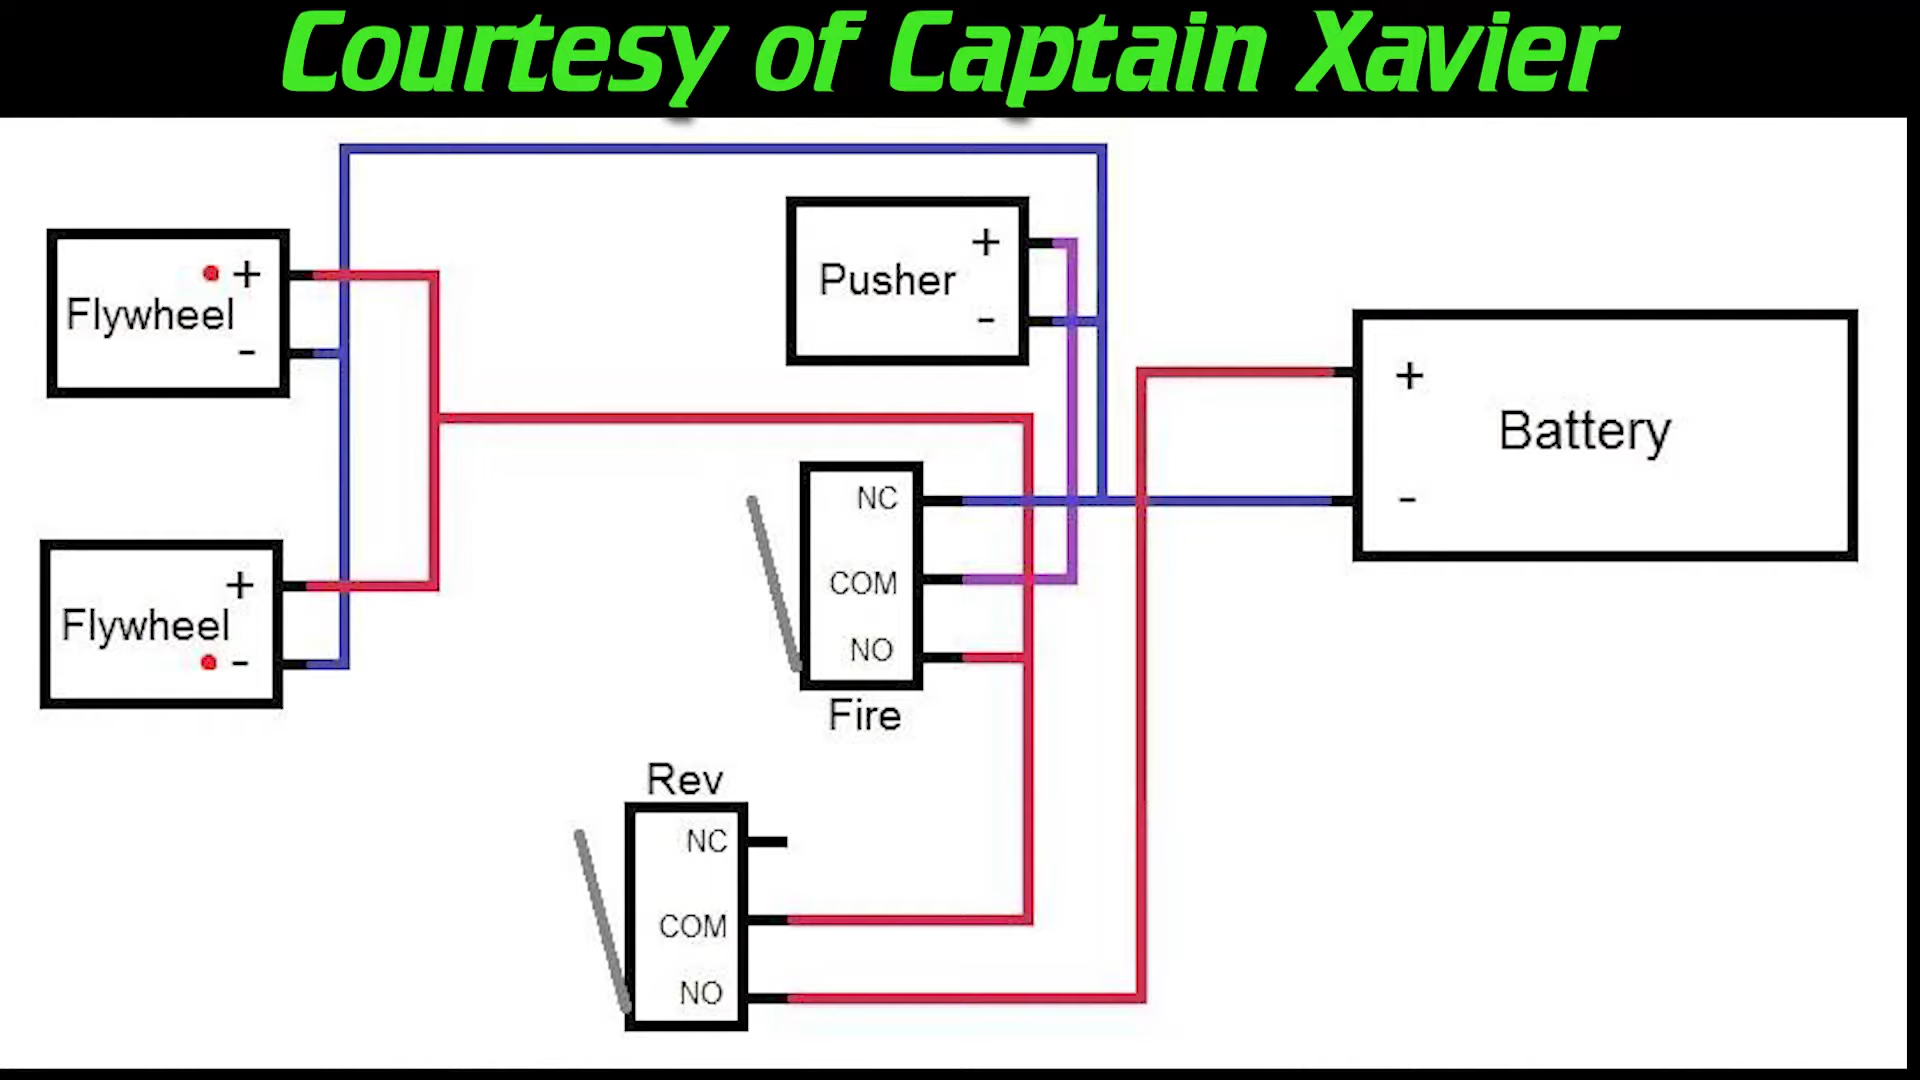 Courtesy of Captain Xavier
+
Flywheel
-
+
Pusher
-
+
Battery
-
NC
COM
NO
Fire
+
Flywheel
-
Rev
NC
COM
NO